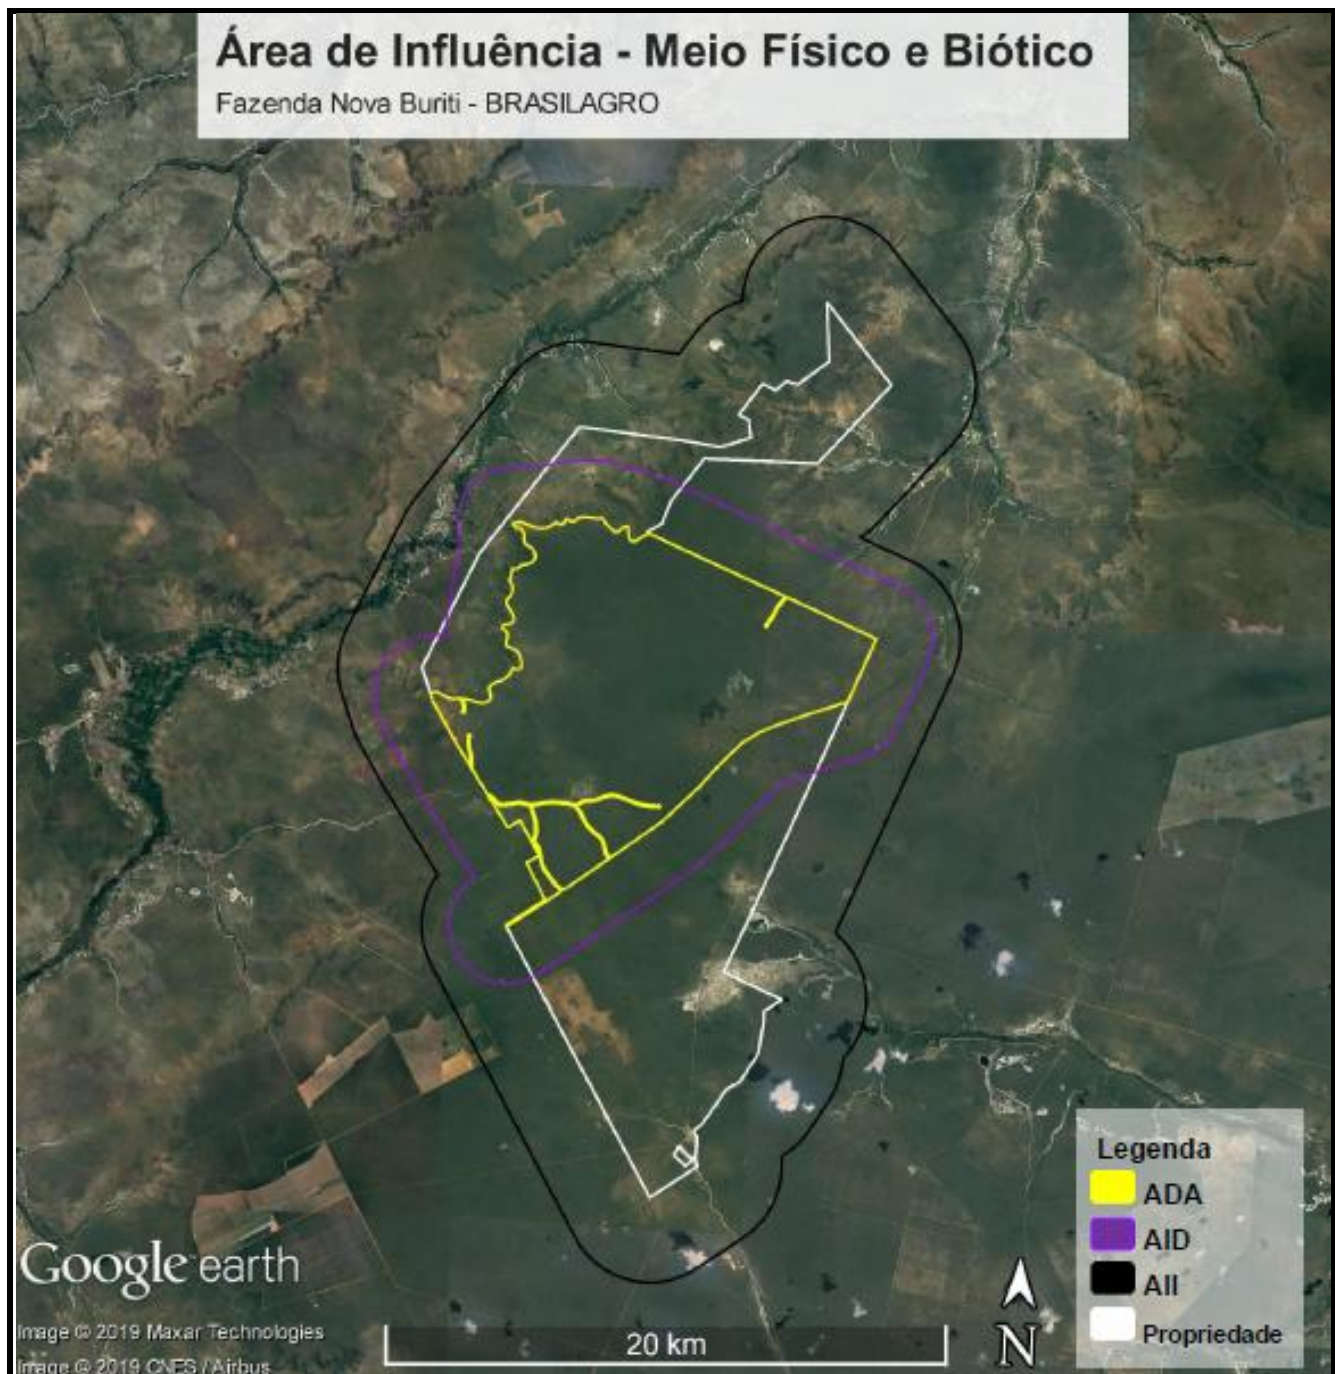 Área de Influência - Meio Físico e Biótico
Fazenda Nova Buriti - BRASILAGRO
Legenda
ADA
AID
AII
Propriedade
Google earth
Image © 2019 Maxar Technologies
Image © 2019 CNES / Airbus
20 km
N